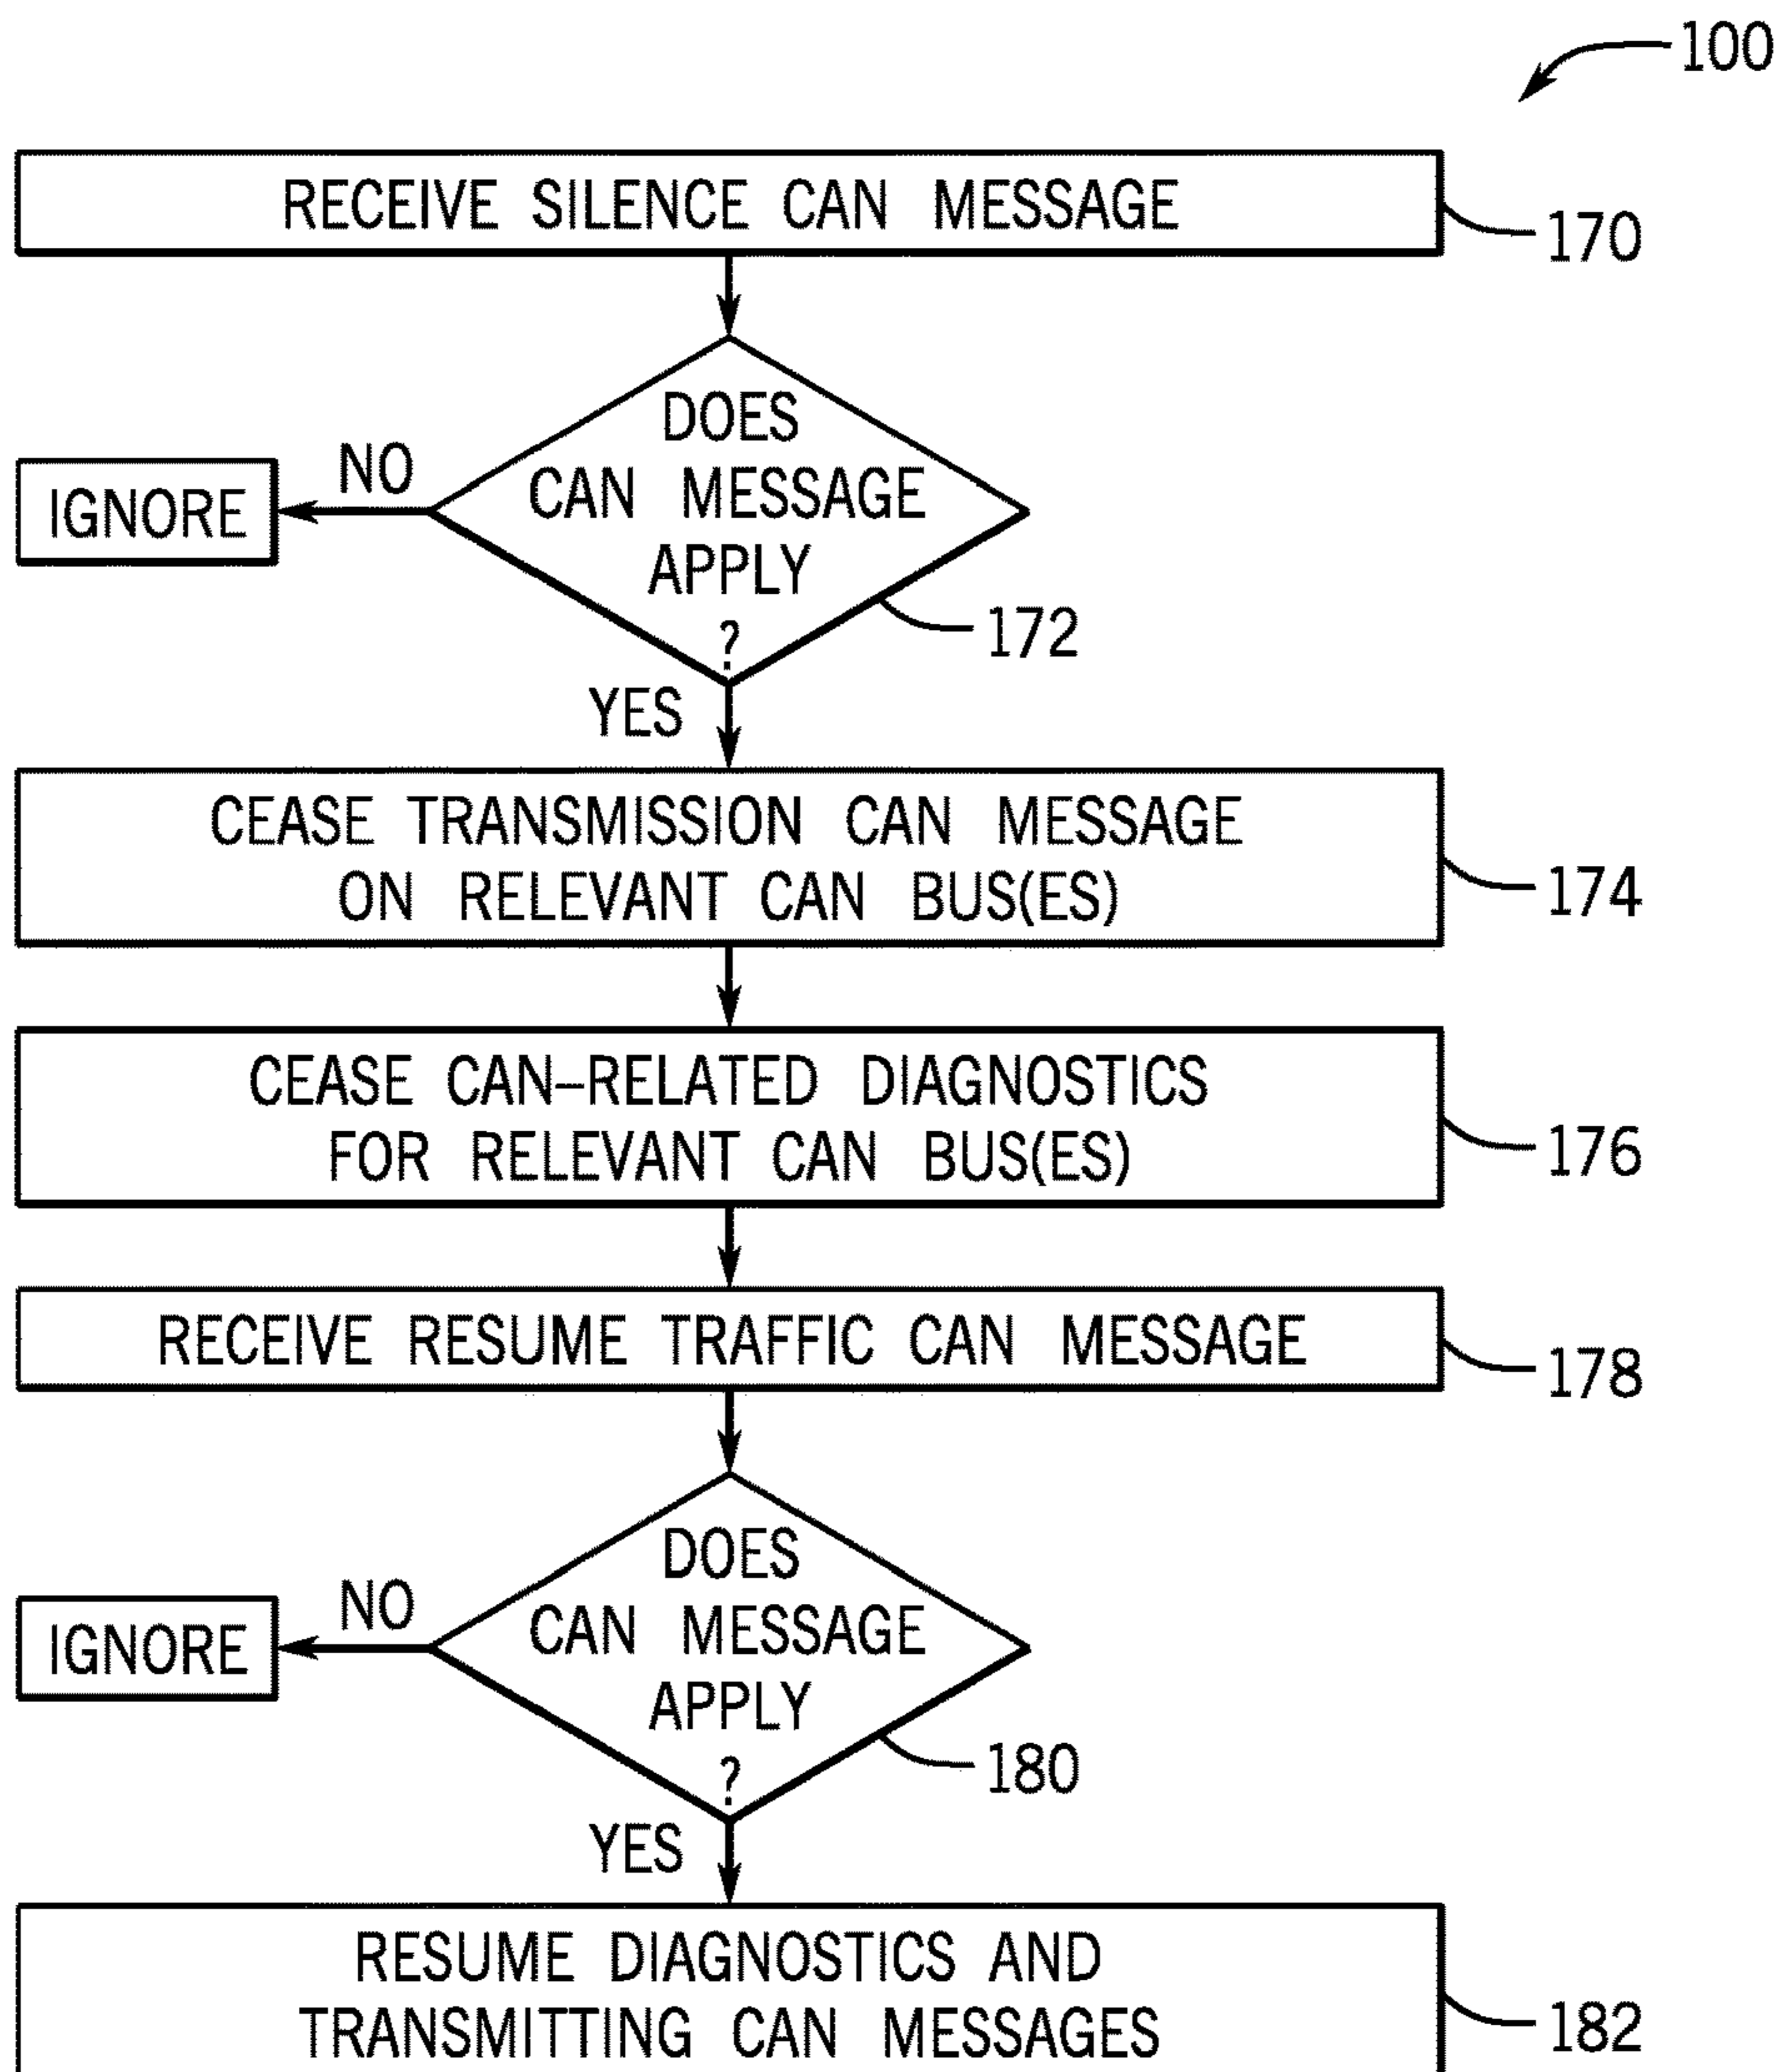 100
RECEIVE SILENCE CAN MESSAGE
170
DOES
CAN MESSAGE
APPLY
?
NO
IGNORE
172
YES
CEASE TRANSMISSION CAN MESSAGE
ON RELEVANT CAN BUS(ES)
174
CEASE CAN-RELATED DIAGNOSTICS
FOR RELEVANT CAN BUS(ES)
176
RECEIVE RESUME TRAFFIC CAN MESSAGE
178
DOES
CAN MESSAGE
APPLY
?
NO
IGNORE
180
YES
RESUME DIAGNOSTICS AND
TRANSMITTING CAN MESSAGES
182